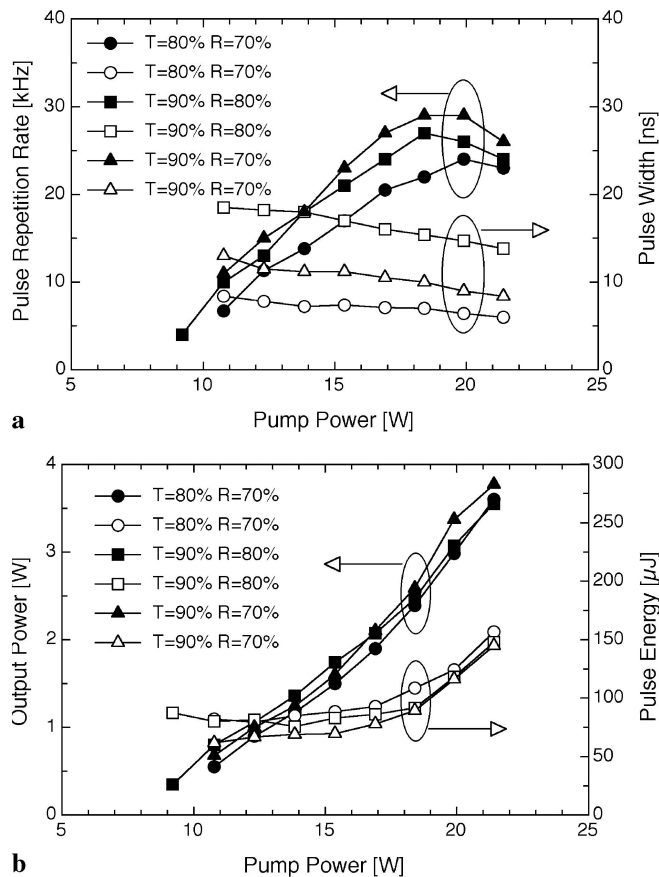 40
30
20
10
0
Pulse Repetition Rate [kHz]
T=80% R=70%
T=80% R=70%
T=90% R=80%
T=90% R=80%
T=90% R=70%
T=90% R=70%
40
30
20
10
0
Pulse Width [ns]
5
10
15
20
25
Pump Power [W]
a
4
3
2
1
0
Output Power [W]
T=80% R=70%
T=80% R=70%
T=90% R=80%
T=90% R=80%
T=90% R=70%
T=90% R=70%
300
250
200
150
100
50
0
Pulse Energy [µJ]
5
10
15
20
25
Pump Power [W]
b